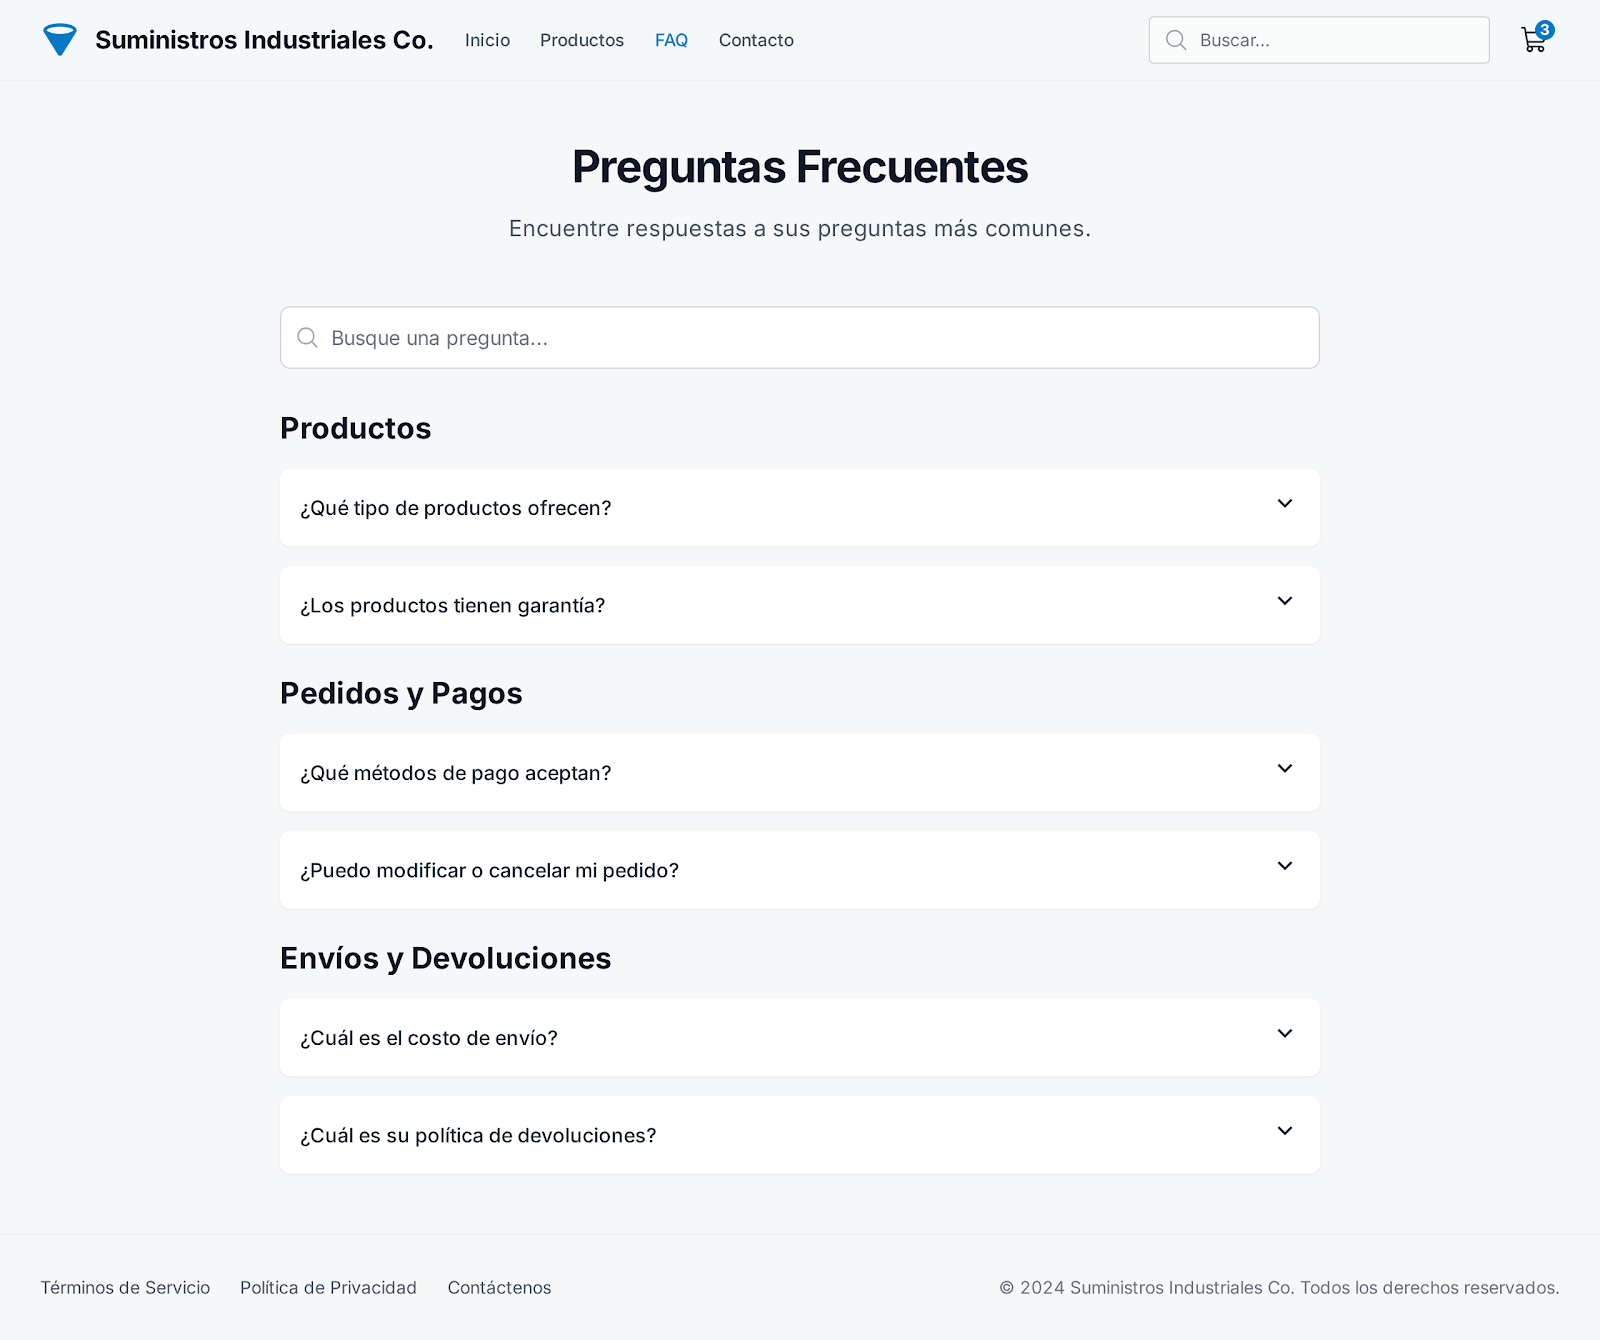 Suministros Industriales Co.
Inicio
Productos
FAQ
Contacto
Buscar...
3
Preguntas Frecuentes
Encuentre respuestas a sus preguntas más comunes.
Busque una pregunta...
Productos
¿Qué tipo de productos ofrecen?
¿Los productos tienen garantía?
Pedidos y Pagos
¿Qué métodos de pago aceptan?
¿Puedo modificar o cancelar mi pedido?
Envíos y Devoluciones
¿Cuál es el costo de envío?
¿Cuál es su política de devoluciones?
Términos de Servicio
Política de Privacidad
Contáctenos
© 2024 Suministros Industriales Co. Todos los derechos reservados.